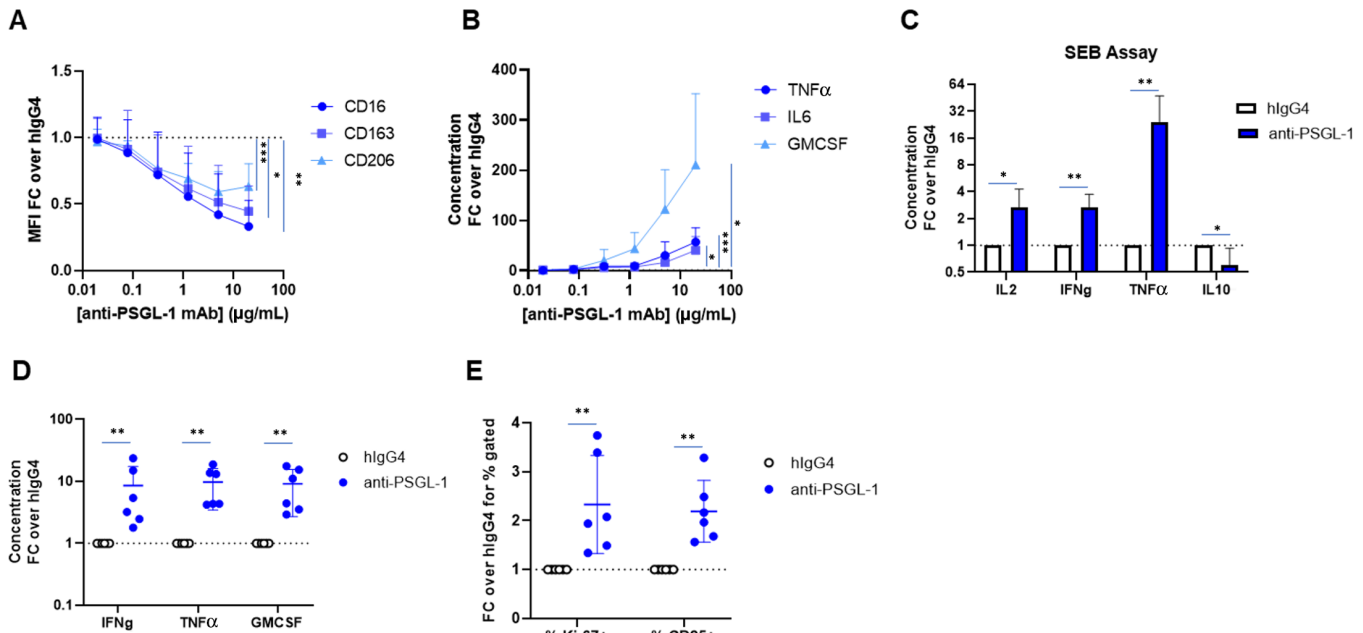 A
MFI FC over hIgG4
1.5
1.0
0.5
0.0
0.01 0.1 1 10 100
[anti-PSGL-1 mAb] (µg/mL)
CD16
CD163
CD206
***
*
**
B
Concentration
FC over hIgG4
400
300
200
100
0
0.01 0.1 1 10 100
[anti-PSGL-1 mAb] (µg/mL)
TNFα
IL6
GMCSF
*
***
*
C
SEB Assay
Concentration
FC over hIgG4
64
32
16
8
4
2
1
0.5
* ** ** *
IL2 IFNg TNFα IL10
hIgG4
anti-PSGL-1
D
Concentration
FC over hIgG4
100
10
1
0.1
** ** **
IFNg TNFα GMCSF
hIgG4
anti-PSGL-1
E
FC over hIgG4 for % gated
4
3
2
1
0
** **
hIgG4
anti-PSGL-1